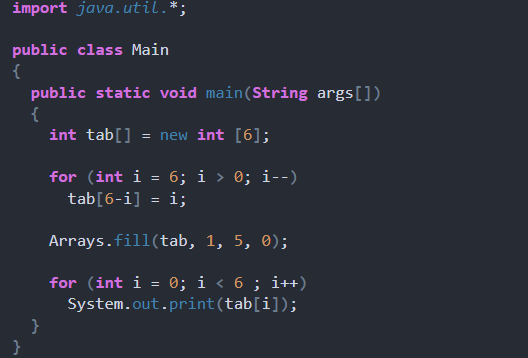 import java.util.*;
public class Main
{
public static void main(String args[])
{
int tab[] = new int [6];
for (int i = 6; i > 0; i--)
tab[6-i] = i;
Arrays.fill(tab, 1, 5, 0);
for (int i = 0; i < 6 ; i++)
System.out.print(tab[i]);
}
}